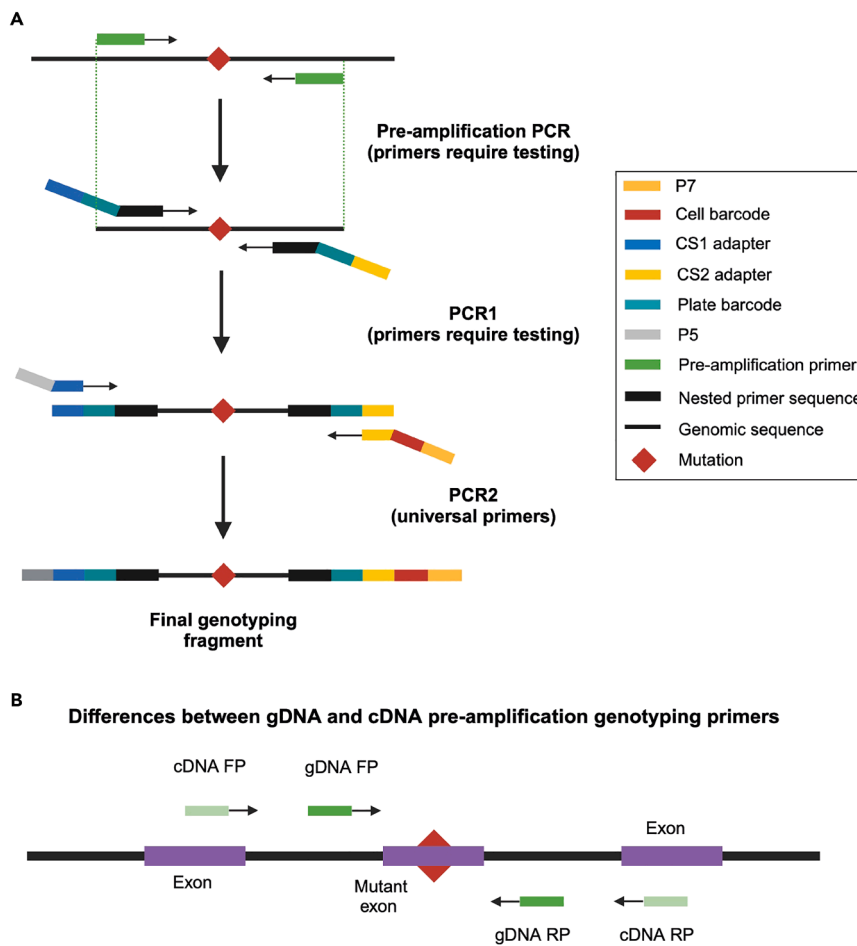 A
Pre-amplification PCR
(primers require testing)
PCR1
(primers require testing)
PCR2
(universal primers)
Final genotyping
fragment
P7
Cell barcode
CS1 adapter
CS2 adapter
Plate barcode
P5
Pre-amplification primer
Nested primer sequence
Genomic sequence
Mutation
B
Differences between gDNA and cDNA pre-amplification genotyping primers
cDNA FP
gDNA FP
Exon
Exon
Mutant
exon
gDNA RP
cDNA RP